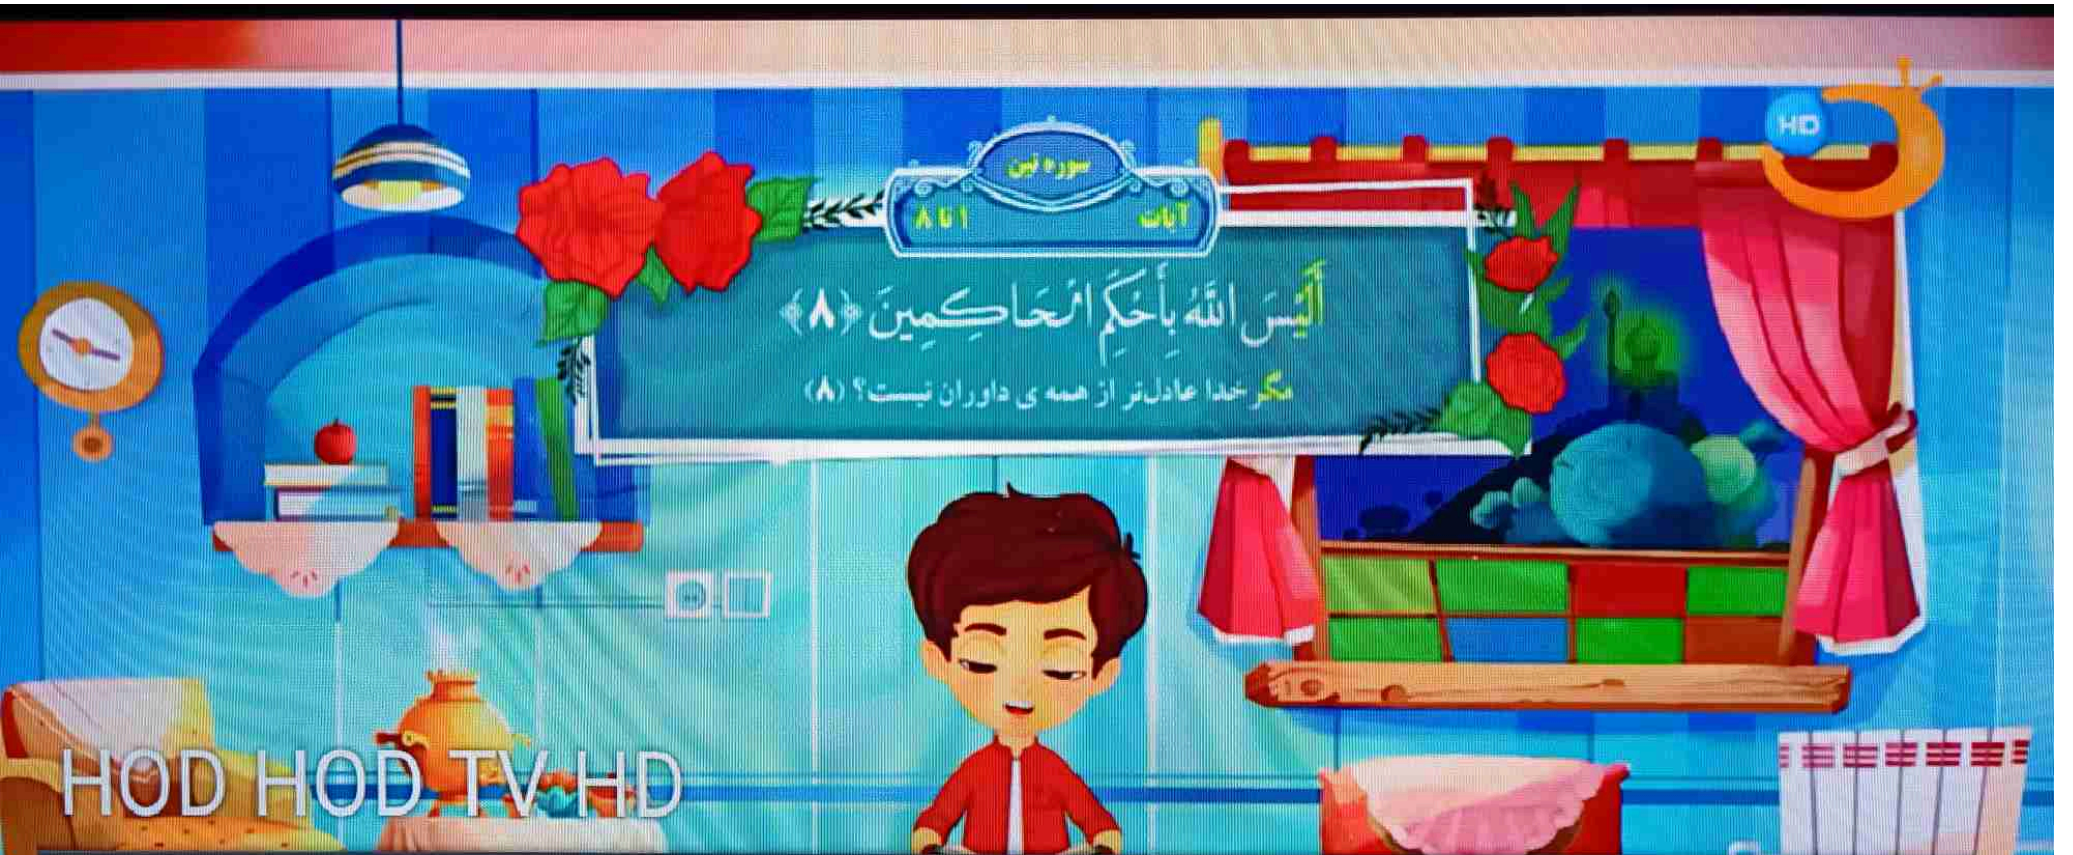 HD
سوره تین
آیات ۱ تا ۸
أَلَيْسَ اللَّهُ بِأَحْكَمِ الْحَاكِمِينَ ﴿٨﴾
مگر خدا عادل‌تر از همه ی داوران نیست؟ (۸)
HOD HOD TV HD